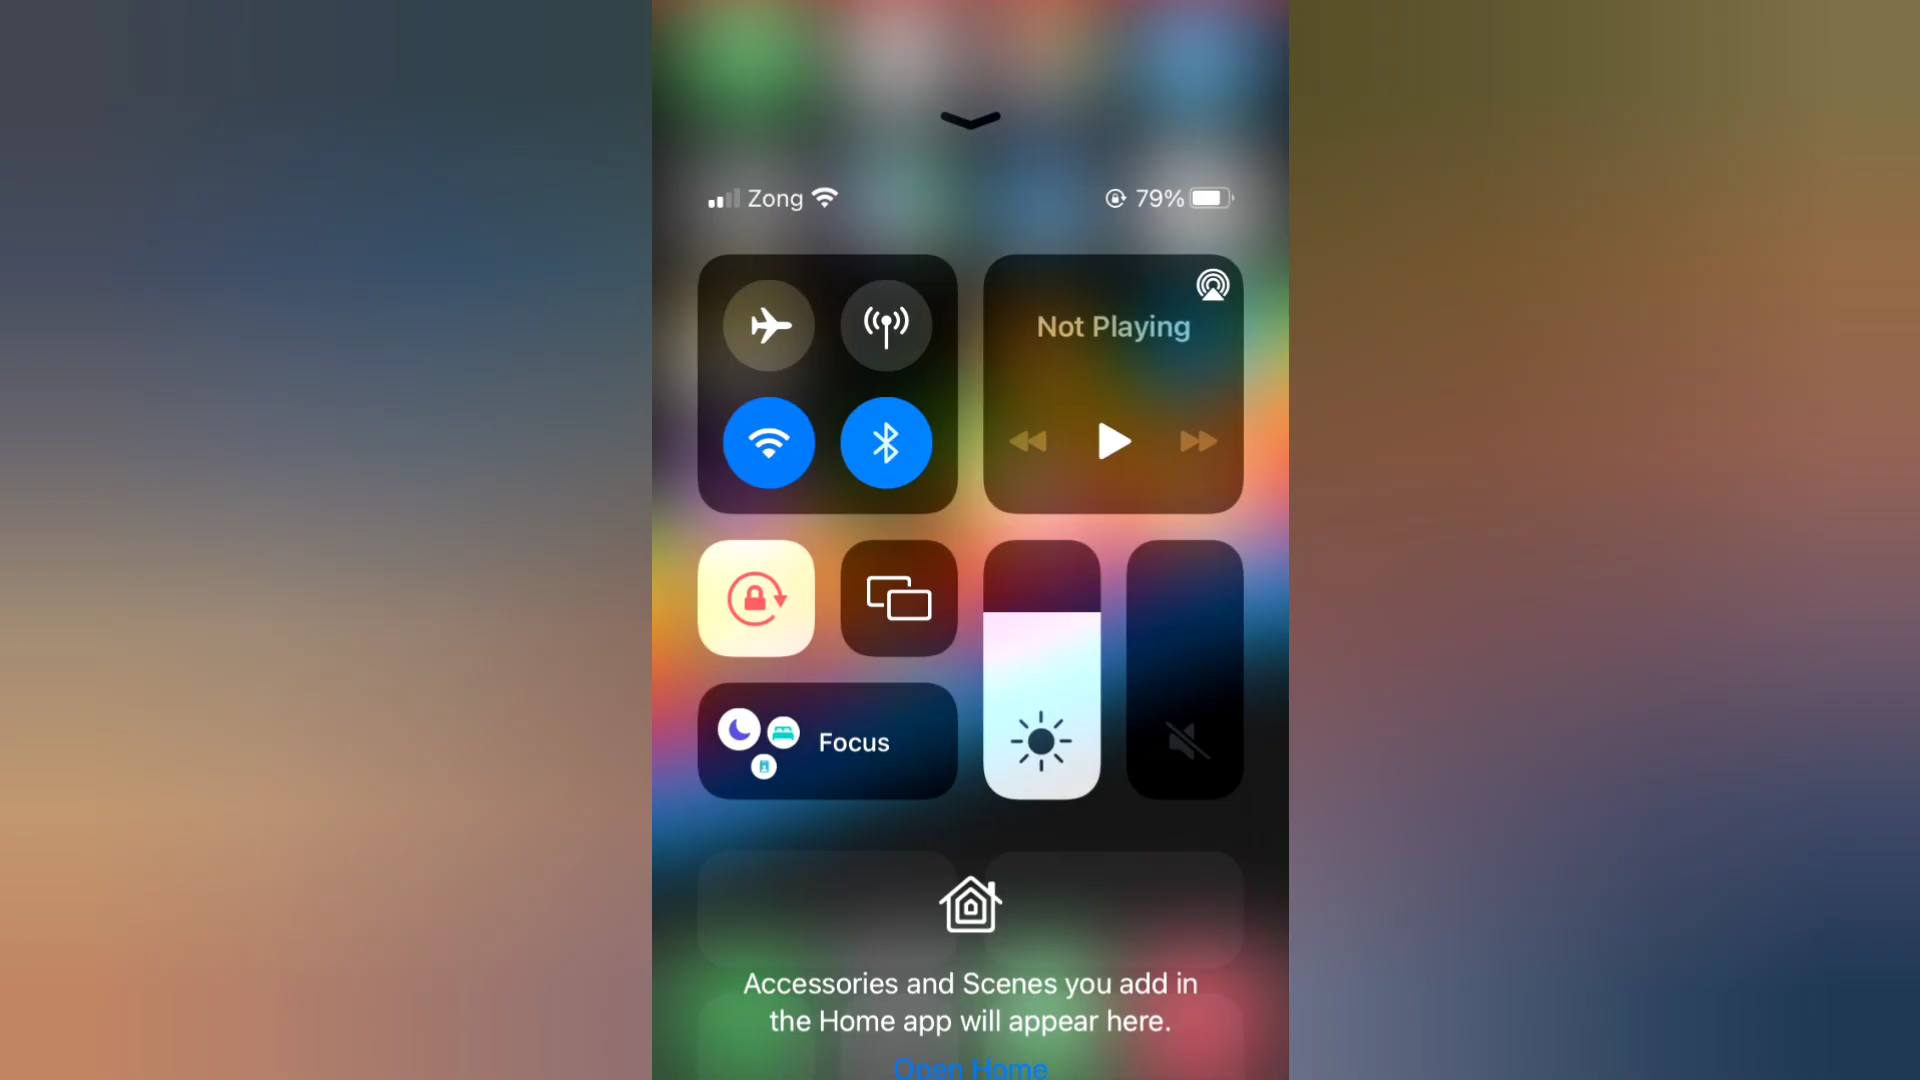 Zong 79%
Not Playing
Focus
Accessories and Scenes you add in
the Home app will appear here.
Open Home